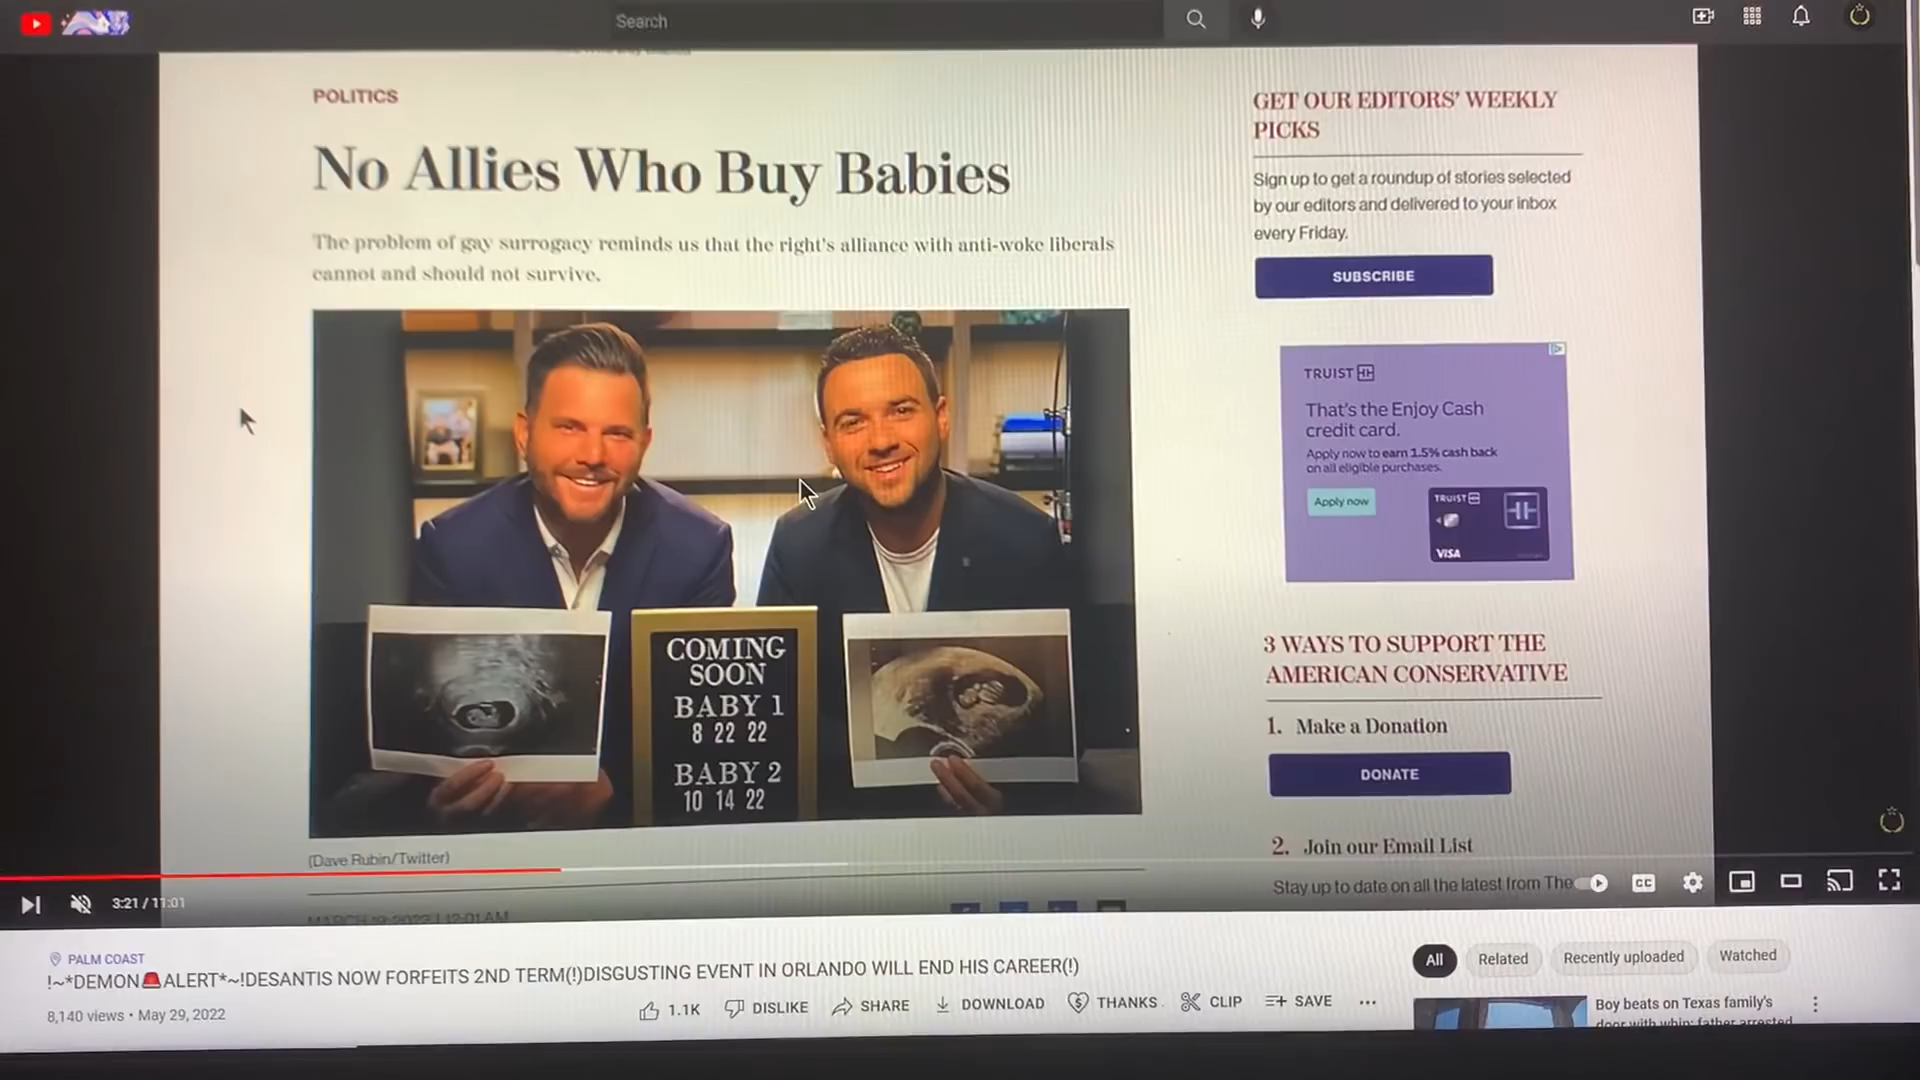 Search
POLITICS
No Allies Who Buy Babies
The problem of gay surrogacy reminds us that the right's alliance with anti-woke liberals
cannot and should not survive.
COMING
SOON
BABY 1
8 22 22
BABY 2
10 14 22
(Dave Rubin/Twitter)
GET OUR EDITORS' WEEKLY
PICKS
Sign up to get a roundup of stories selected
by our editors and delivered to your inbox
every Friday.
SUBSCRIBE
TRUIST
That's the Enjoy Cash
credit card.
Apply now to earn 1.5% cash back
on all eligible purchases.
Apply now
TRUIST
VISA
3 WAYS TO SUPPORT THE
AMERICAN CONSERVATIVE
1. Make a Donation
DONATE
2. Join our Email List
Stay up to date on all the latest from The
3:21 / 11:01
CC
PALM COAST
!~*DEMON🚨ALERT*~!DESANTIS NOW FORFEITS 2ND TERM(!)DISGUSTING EVENT IN ORLANDO WILL END HIS CAREER(!)
8,140 views • May 29, 2022
1.1K DISLIKE SHARE DOWNLOAD THANKS CLIP SAVE
All Related Recently uploaded Watched
Boy beats on Texas family's
door with whip; father arrested